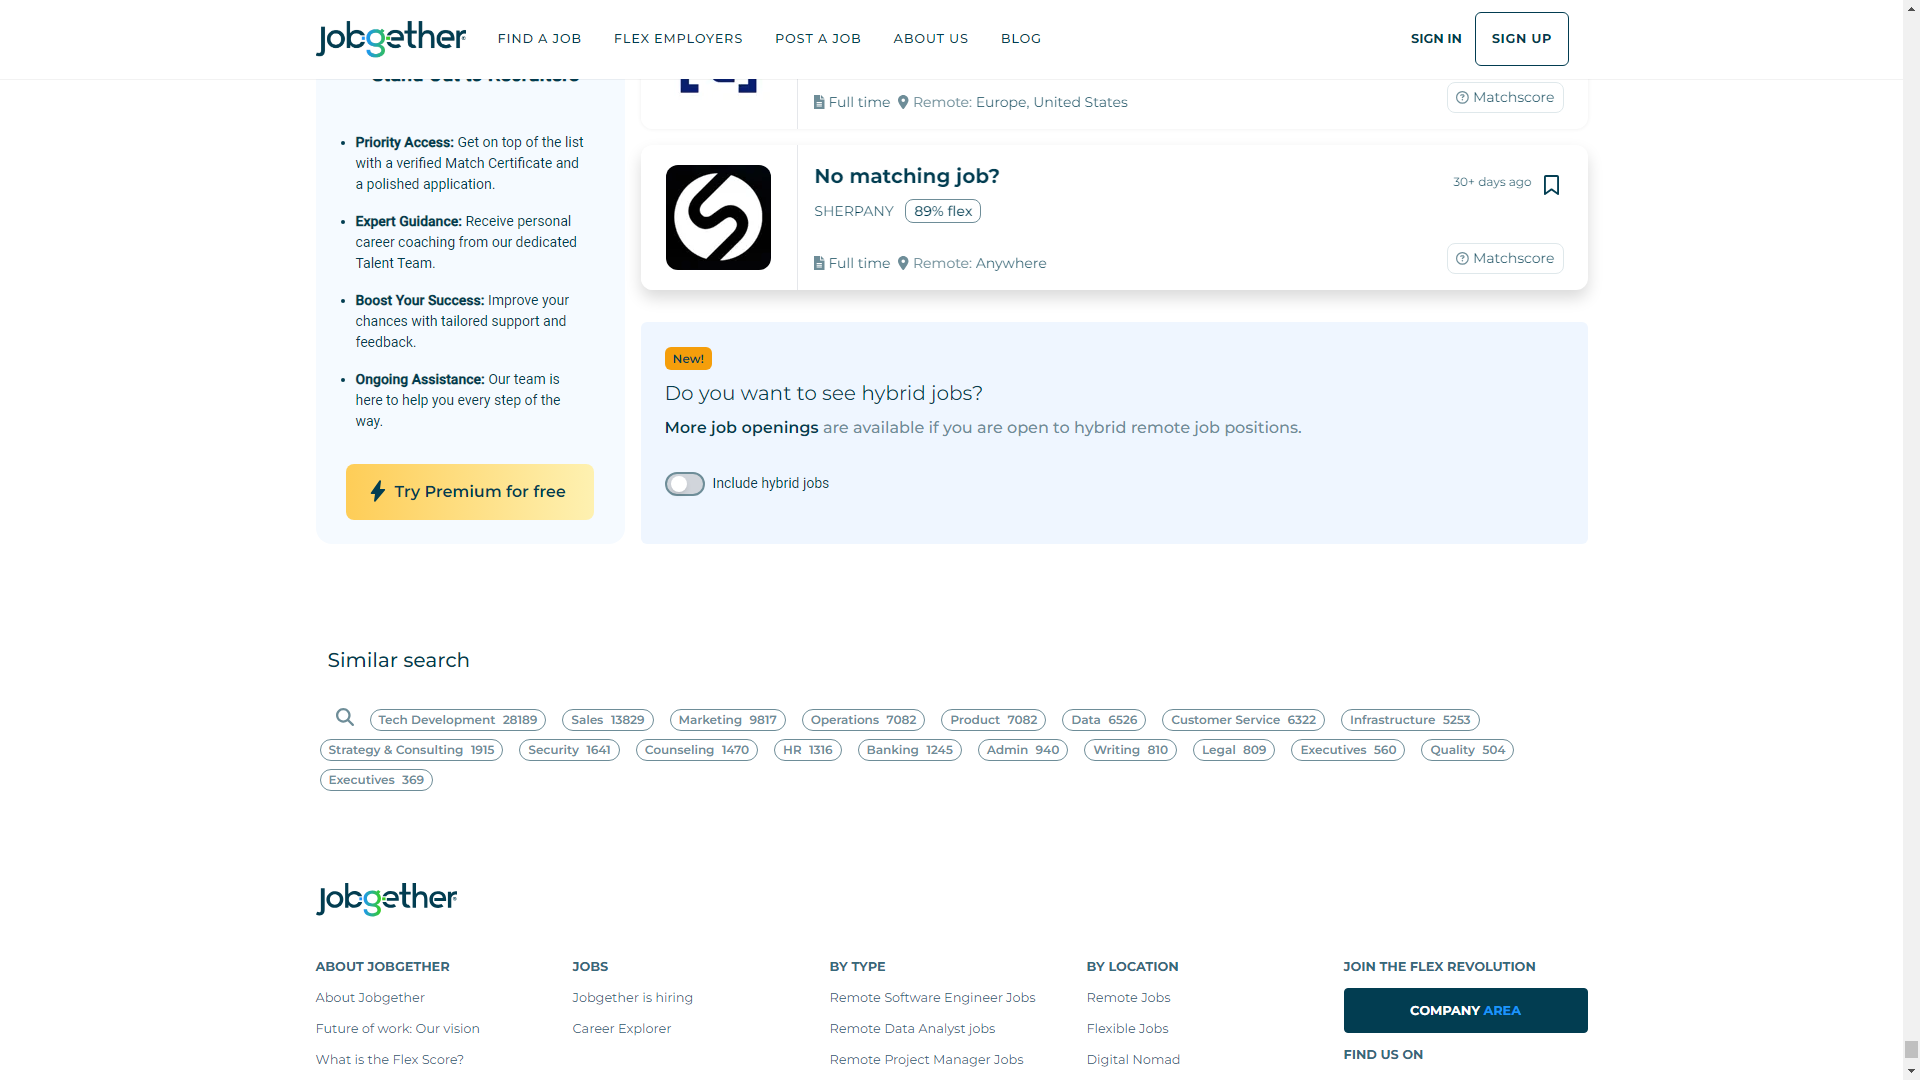 jobgether
FIND A JOB
FLEX EMPLOYERS
POST A JOB
ABOUT US
BLOG
SIGN IN
SIGN UP
Stand Out to Recruiters
Priority Access: Get on top of the list
with a verified Match Certificate and
a polished application.
Expert Guidance: Receive personal
career coaching from our dedicated
Talent Team.
Boost Your Success: Improve your
chances with tailored support and
feedback.
Ongoing Assistance: Our team is
here to help you every step of the
way.
Try Premium for free
Full time Remote: Europe, United States
Matchscore
No matching job?
30+ days ago
SHERPANY 89% flex
Full time Remote: Anywhere
Matchscore
New!
Do you want to see hybrid jobs?
More job openings are available if you are open to hybrid remote job positions.
Include hybrid jobs
Similar search
Tech Development 28189 Sales 13829 Marketing 9817 Operations 7082 Product 7082 Data 6526 Customer Service 6322 Infrastructure 5253
Strategy & Consulting 1915 Security 1641 Counseling 1470 HR 1316 Banking 1245 Admin 940 Writing 810 Legal 809 Executives 560 Quality 504
Executives 369
jobgether
ABOUT JOBGETHER
About Jobgether
Future of work: Our vision
What is the Flex Score?
JOBS
Jobgether is hiring
Career Explorer
BY TYPE
Remote Software Engineer Jobs
Remote Data Analyst jobs
Remote Project Manager Jobs
BY LOCATION
Remote Jobs
Flexible Jobs
Digital Nomad
JOIN THE FLEX REVOLUTION
COMPANY AREA
FIND US ON